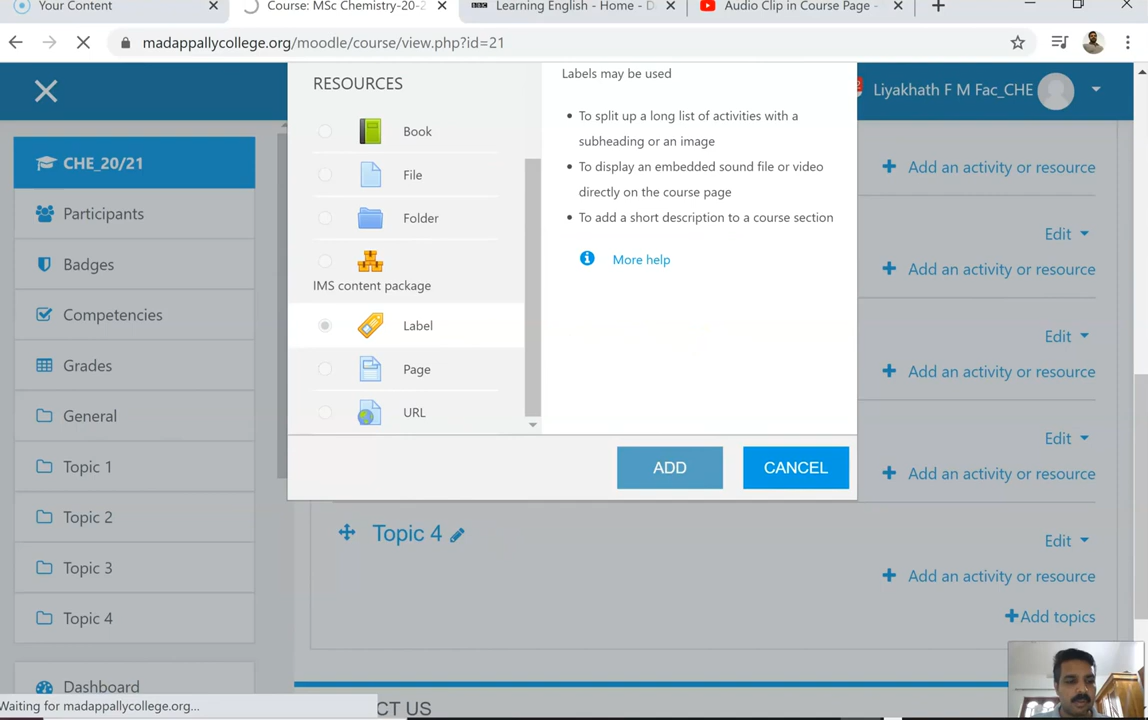 Your Content
Course: MSc Chemistry-20-2
BBC
Learning English - Home - D
Audio Clip in Course Page -
madappallycollege.org/moodle/course/view.php?id=21
Liyakhath F M Fac_CHE
CHE_20/21
Participants
Badges
Competencies
Grades
General
Topic 1
Topic 2
Topic 3
Topic 4
Dashboard
RESOURCES
Book
File
Folder
IMS content package
Label
Page
URL
Labels may be used
To split up a long list of activities with a
subheading or an image
To display an embedded sound file or video
directly on the course page
To add a short description to a course section
More help
ADD
CANCEL
Add an activity or resource
Edit
Add an activity or resource
Edit
Add an activity or resource
Edit
Add an activity or resource
Topic 4
Edit
Add an activity or resource
Add topics
CT US
Waiting for madappallycollege.org...